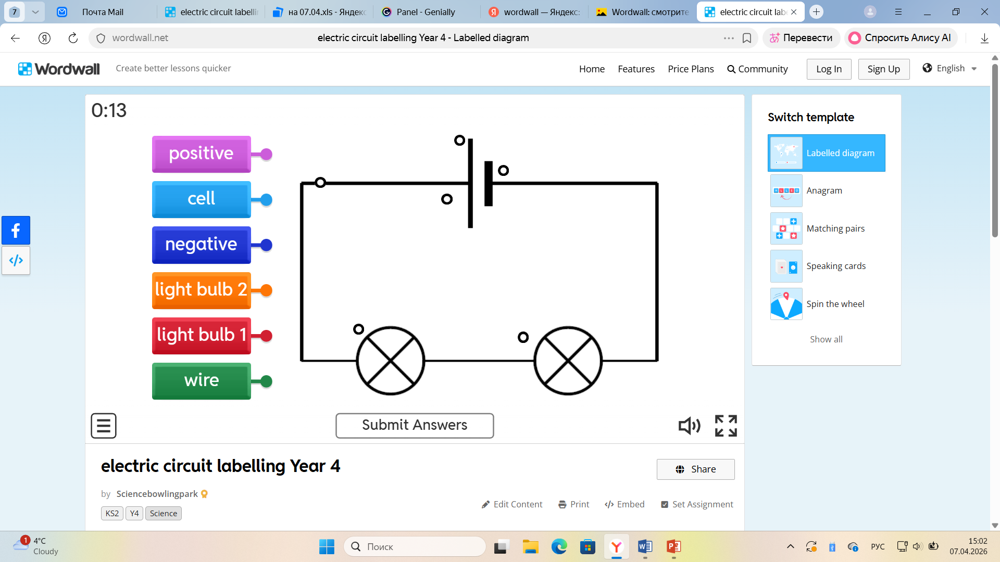 7
Почта Mail
electric circuit labellin
на 07.04.xls - Яндекс
Panel - Genially
wordwall — Яндекс:
Wordwall: смотрите
electric circuit labe
wordwall.net
electric circuit labelling Year 4 - Labelled diagram
Перевести
Спросить Алису AI
Wordwall
Create better lessons quicker
Home
Features
Price Plans
Community
Log In
Sign Up
English
0:13
positive
cell
negative
light bulb 2
light bulb 1
wire
Submit Answers
Switch template
Labelled diagram
Anagram
Matching pairs
Speaking cards
Spin the wheel
Show all
electric circuit labelling Year 4
Share
by Sciencebowlingpark
Edit Content
Print
Embed
Set Assignment
KS2
Y4
Science
1
4°C
Cloudy
Поиск
РУС
15:02
07.04.2026